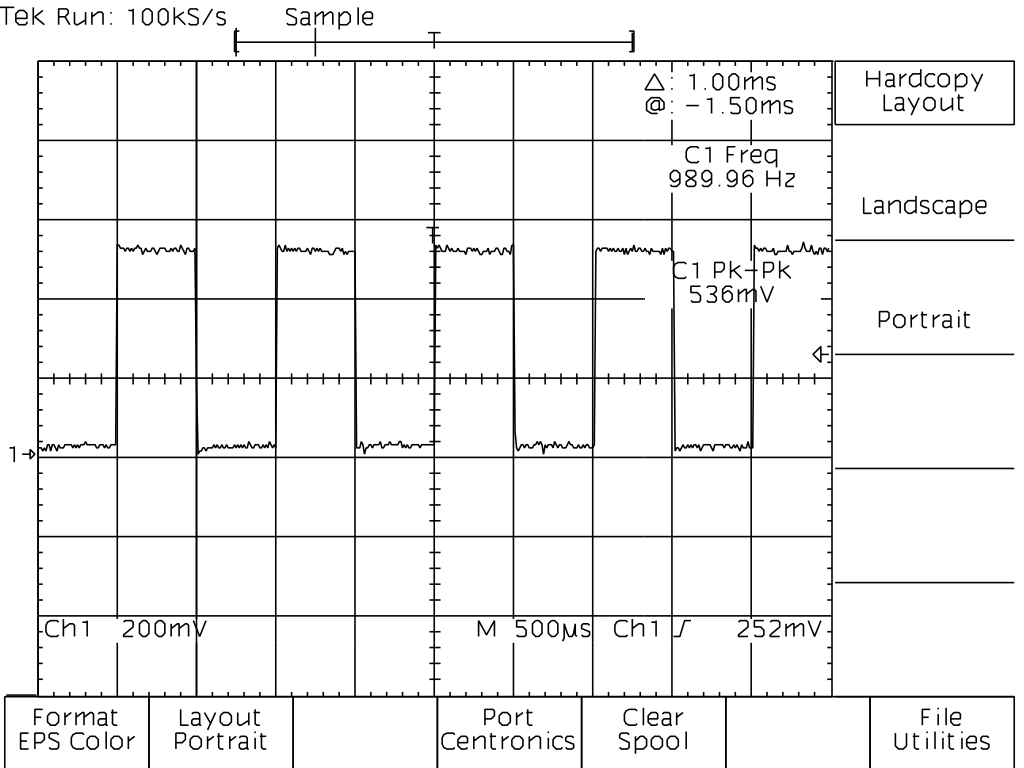 Tek Run: 100kS/s Sample
T
Δ: 1.00ms
@: −1.50ms
C1 Freq
989.96 Hz
C1 Pk−Pk
536mV
T
1
Ch1 200mV M 500µs Ch1 252mV
Hardcopy
Layout
Landscape
Portrait
Format
EPS Color
Layout
Portrait
Port
Centronics
Clear
Spool
File
Utilities